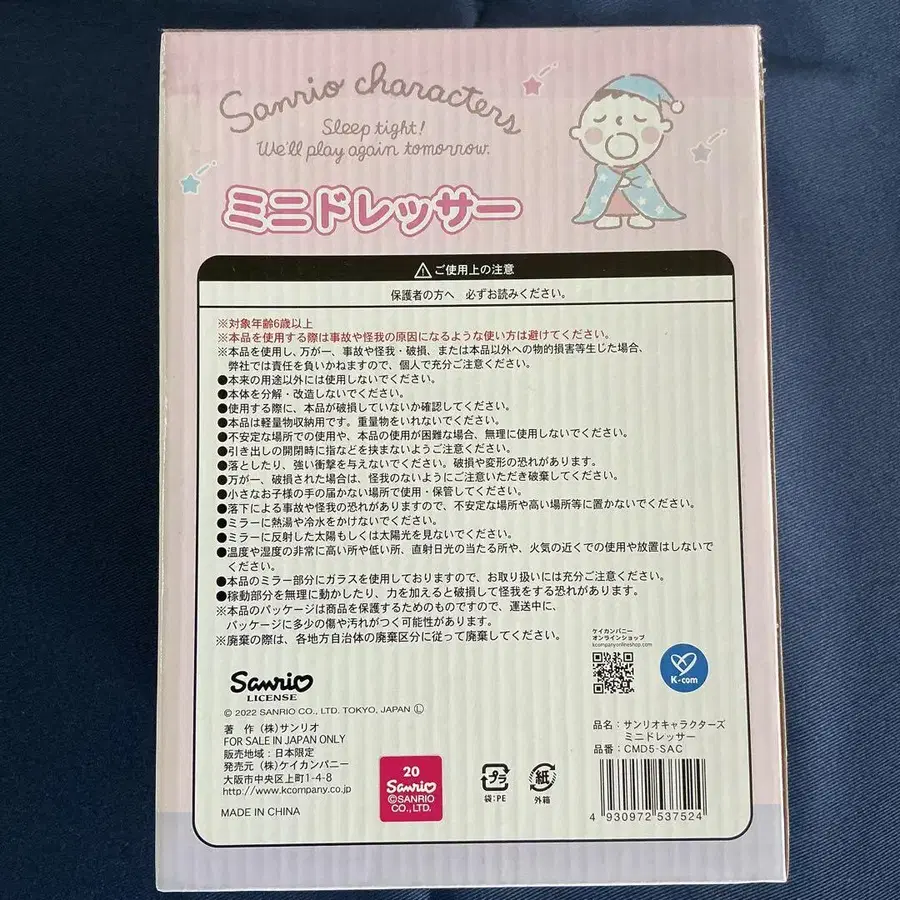 Sanrio characters
Sleep tight!
We'll play again tomorrow.
ミニドレッサー
ご使用上の注意
保護者の方へ 必ずお読みください。
※対象年齢6歳以上
※本品を使用する際は事故や怪我の原因になるような使い方は避けてください。
※本品を使用し、万が一、事故や怪我・破損、または本品以外への物的損害等生じた場合、
弊社では責任を負いかねますので、個人で充分ご注意ください。
●本来の用途以外には使用しないでください。
●本体を分解・改造しないでください。
●使用する際に、本品が破損していないか確認してください。
●本品は軽量物収納用です。重量物をいれないでください。
●不安定な場所での使用や、本品の使用が困難な場合、無理に使用しないでください。
●引き出しの開閉時に指などを挟まないようご注意ください。
●落としたり、強い衝撃を与えないでください。破損や変形の恐れがあります。
●万が一、破損された場合は、怪我のないようにご注意いただき破棄してください。
●小さなお子様の手の届かない場所で使用・保管してください。
●落下による事故や怪我の恐れがありますので、不安定な場所や高い場所等に置かないでください。
●ミラーに熱湯や冷水をかけないでください。
●ミラーに反射した太陽もしくは太陽光を見ないでください。
●温度や湿度の非常に高い所や低い所、直射日光の当たる所や、火気の近くでの使用や放置はしないで
ください。
●本品のミラー部分にガラスを使用しておりますので、お取り扱いには充分ご注意ください。
●稼動部分を無理に動かしたり、力を加えると破損して怪我をする恐れがあります。
※本品のパッケージは商品を保護するためのものですので、運送中に、
パッケージに多少の傷や汚れがつく可能性があります。
※廃棄の際は、各地方自治体の廃棄区分に従って廃棄してください。
ケイカンパニー
オンラインショップ
kcompanyonlineshop.com
K-com
Sanrio
LICENSE
© 2022 SANRIO CO., LTD. TOKYO, JAPAN Ⓛ
著 作 (株)サンリオ
FOR SALE IN JAPAN ONLY
販売地域：日本限定
発売元 (株)ケイカンパニー
大阪市中央区上町1-4-8
http://www.kcompany.co.jp
MADE IN CHINA
20
Sanrio
©SANRIO
CO., LTD.
プラ
袋：PE
紙
外箱
品名：サンリオキャラクターズ
ミニドレッサー
品番：CMD5-SAC
4 930972 537524